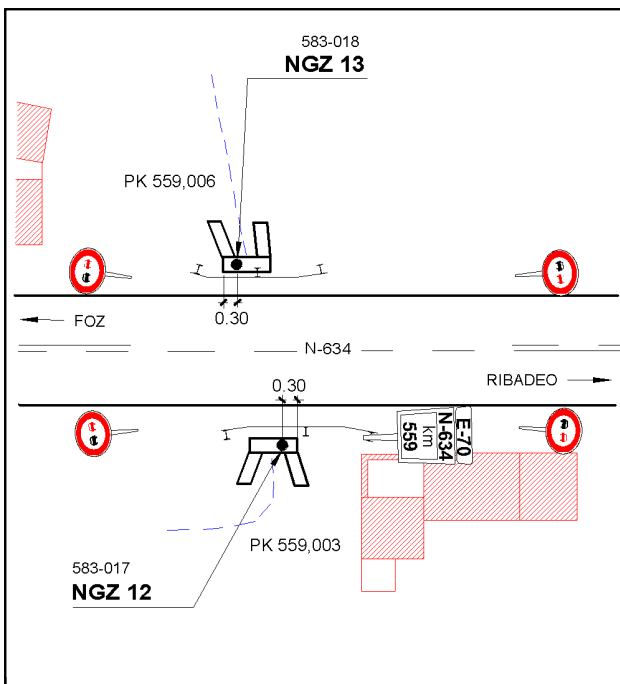 583-018
NGZ 13
PK 559,006
0.30
FOZ
N-634
0.30
RIBADEO
E-70
N-634
km
559
PK 559,003
583-017
NGZ 12